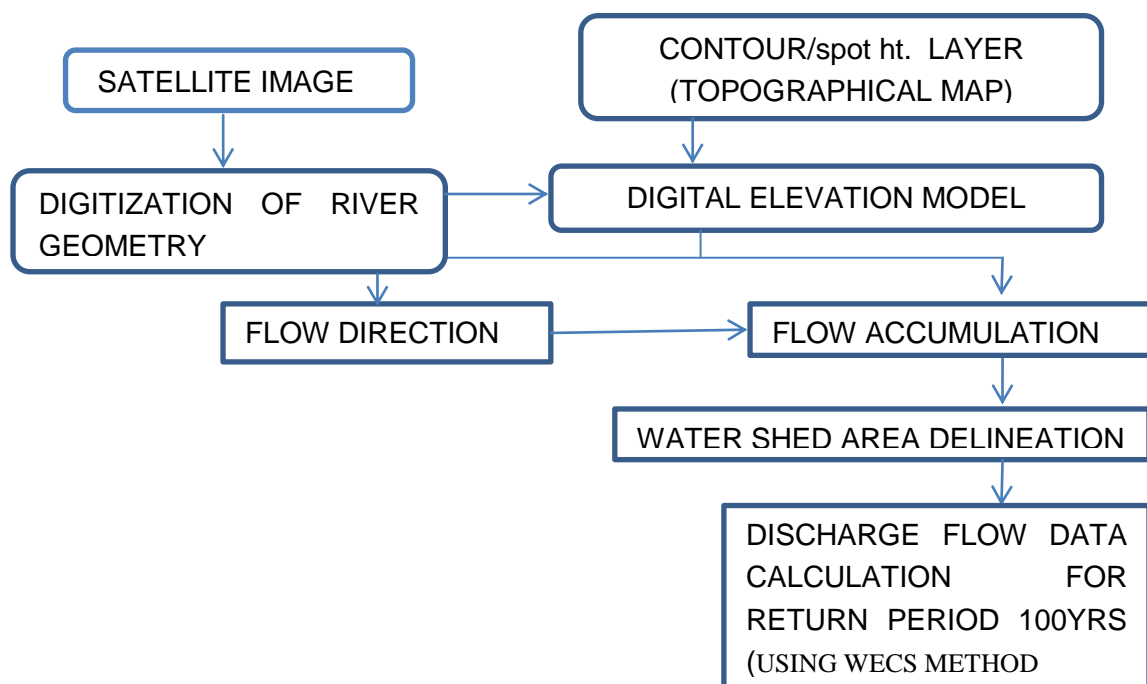 SATELLITE IMAGE
CONTOUR/spot ht. LAYER
(TOPOGRAPHICAL MAP)
DIGITIZATION OF RIVER
GEOMETRY
DIGITAL ELEVATION MODEL
FLOW DIRECTION
FLOW ACCUMULATION
WATER SHED AREA DELINEATION
DISCHARGE FLOW DATA
CALCULATION FOR
RETURN PERIOD 100YRS
(USING WECS METHOD